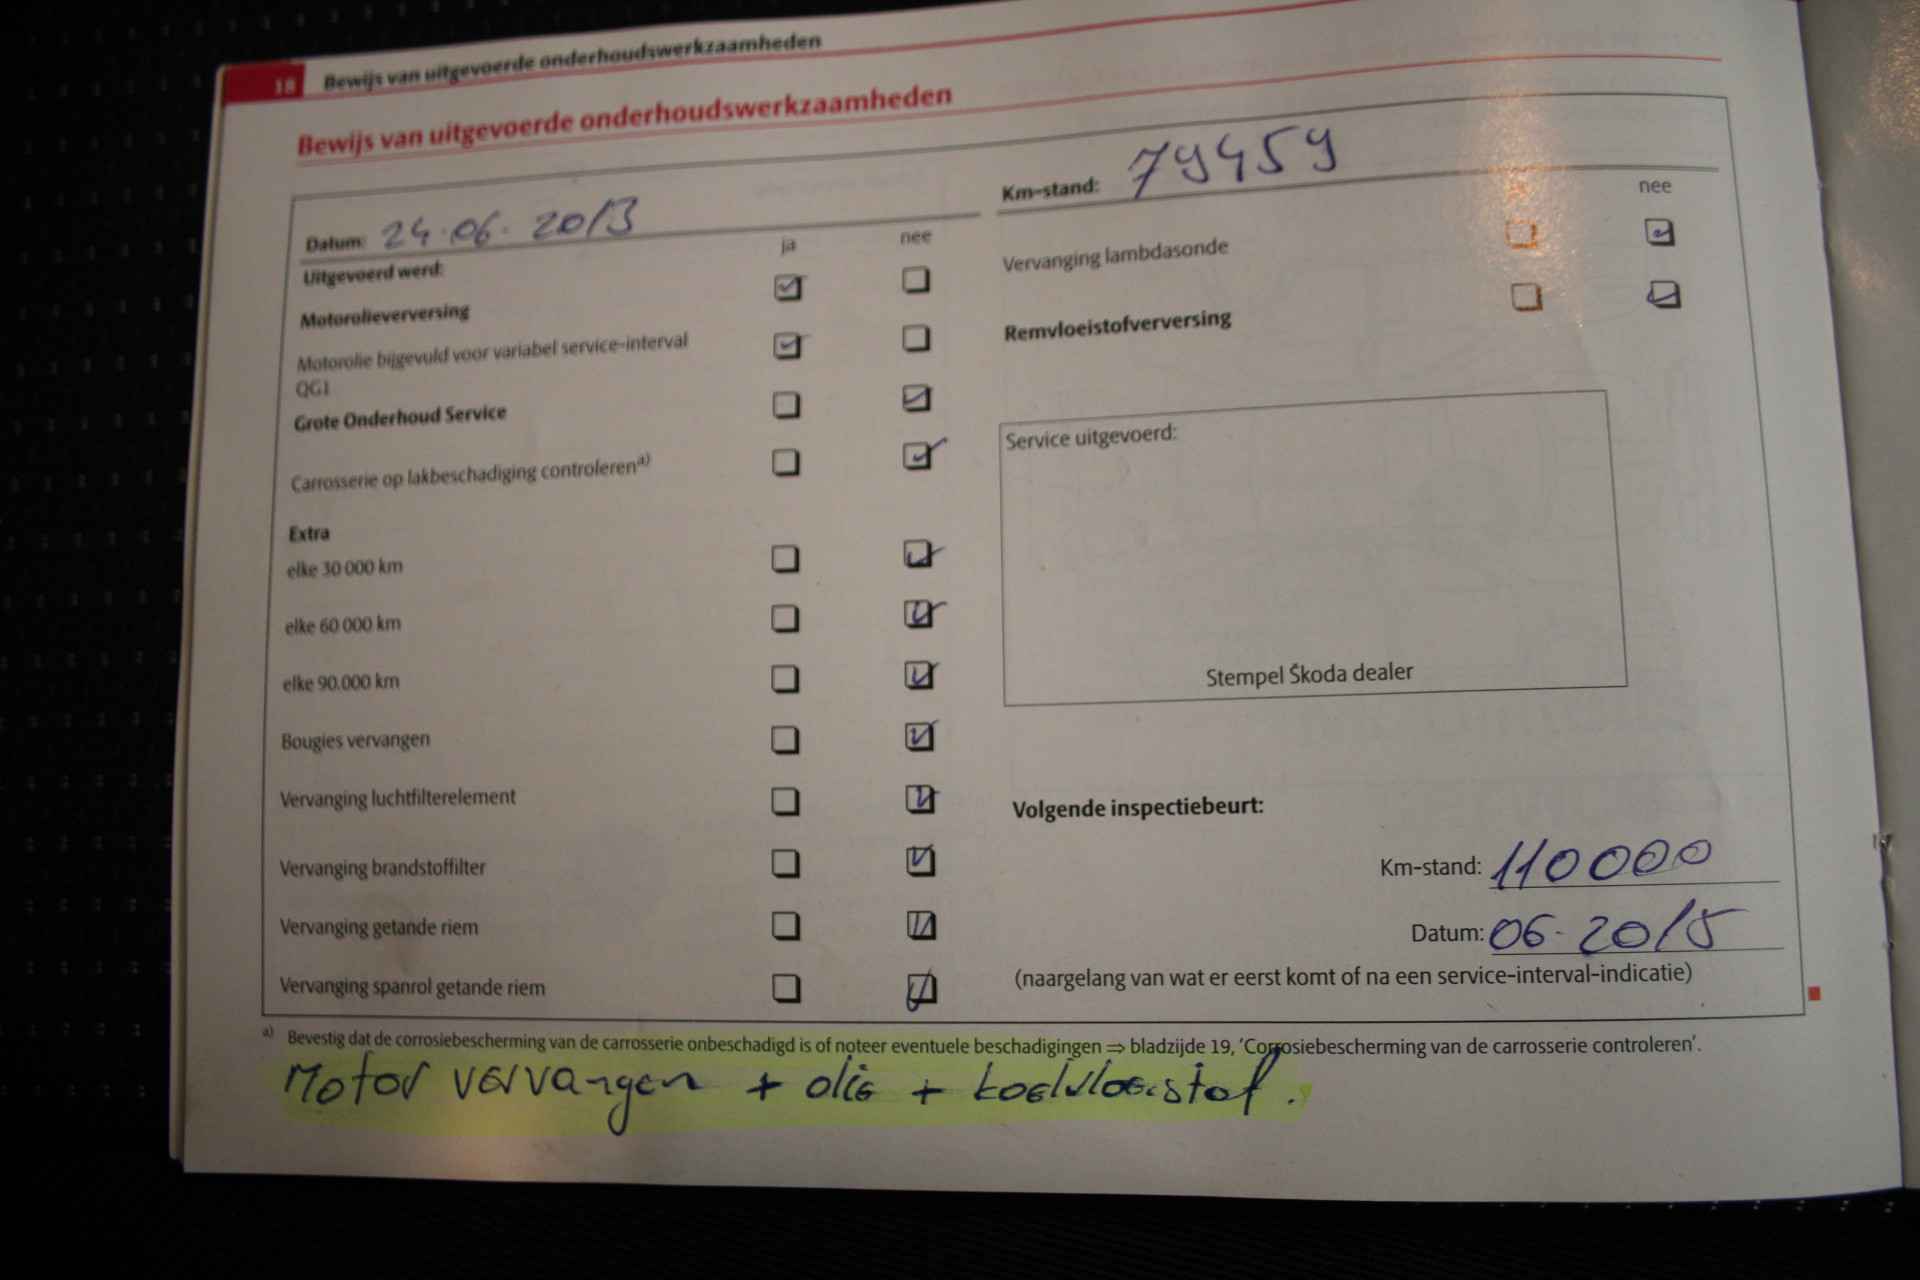 18 Bewijs van uitgevoerde onderhoudswerkzaamheden
Bewijs van uitgevoerde onderhoudswerkzaamheden
Datum: 24-06-2013
Uitgevoerd werd:
ja nee
Motorolieverversing
Motorolie bijgevuld voor variabel service-interval
QG1
Grote Onderhoud Service
Carrosserie op lakbeschadiging controleren a)
Extra
elke 30 000 km
elke 60 000 km
elke 90.000 km
Bougies vervangen
Vervanging luchtfilterelement
Vervanging brandstoffilter
Vervanging getande riem
Vervanging spanrol getande riem
Km-stand: 79459
nee
Vervanging lambdasonde
Remvloeistofverversing
Service uitgevoerd:
Stempel Škoda dealer
Volgende inspectiebeurt:
Km-stand: 110000
Datum: 06-2015
(naargelang van wat er eerst komt of na een service-interval-indicatie)
a) Bevestig dat de corrosiebescherming van de carrosserie onbeschadigd is of noteer eventuele beschadigingen ⇒ bladzijde 19, 'Corrosiebescherming van de carrosserie controleren'.
Motor vervangen + olie + koelvloeistof.